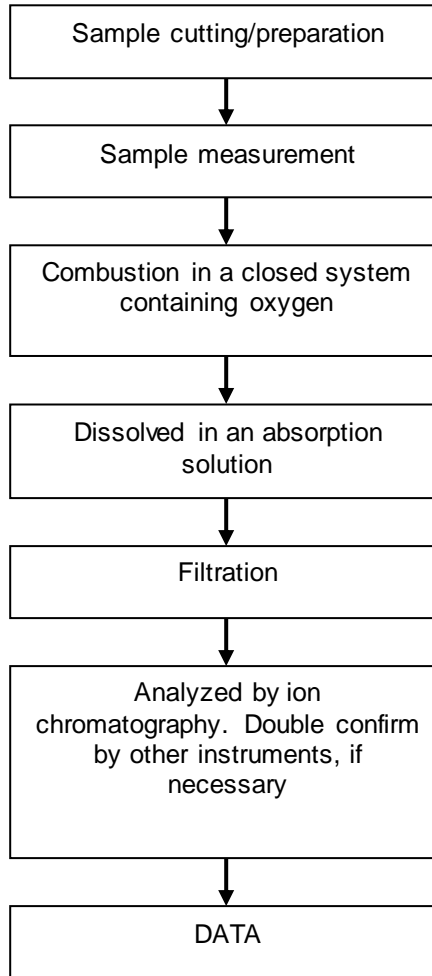 Sample cutting/preparation
Sample measurement
Combustion in a closed system
containing oxygen
Dissolved in an absorption
solution
Filtration
Analyzed by ion
chromatography. Double confirm
by other instruments, if
necessary
DATA